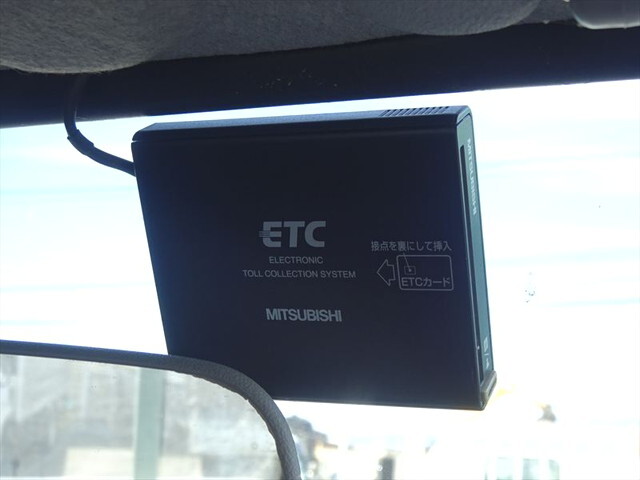 ETC
ELECTRONIC
TOLL COLLECTION SYSTEM
MITSUBISHI
接点を裏にして挿入
ETCカード
MITSUBISHI